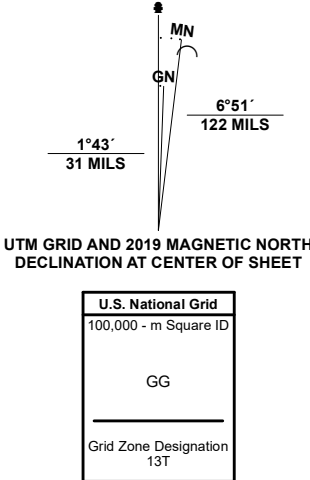 MN
GN
6°51´
122 MILS
1°43´
31 MILS
UTM GRID AND 2019 MAGNETIC NORTH
DECLINATION AT CENTER OF SHEET
U.S. National Grid
100,000 - m Square ID
GG
Grid Zone Designation
13T